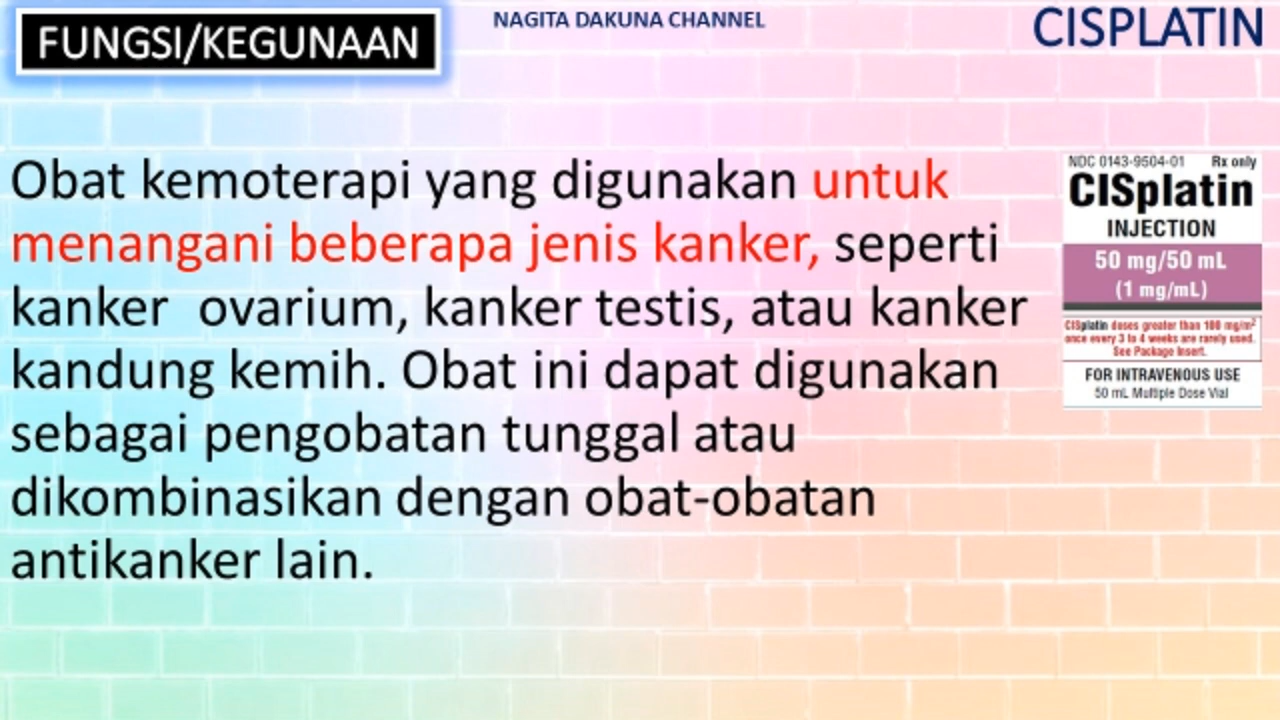 FUNGSI/KEGUNAAN
NAGITA DAKUNA CHANNEL
CISPLATIN
Obat kemoterapi yang digunakan untuk
menangani beberapa jenis kanker, seperti
kanker ovarium, kanker testis, atau kanker
kandung kemih. Obat ini dapat digunakan
sebagai pengobatan tunggal atau
dikombinasikan dengan obat-obatan
antikanker lain.
NDC 0143-9504-01 Rx only
CISplatin
INJECTION
50 mg/50 mL
(1 mg/mL)
CISplatin doses greater than 100 mg/m²
once every 3 to 4 weeks are rarely used.
See Package Insert.
FOR INTRAVENOUS USE
50 mL Multiple Dose Vial